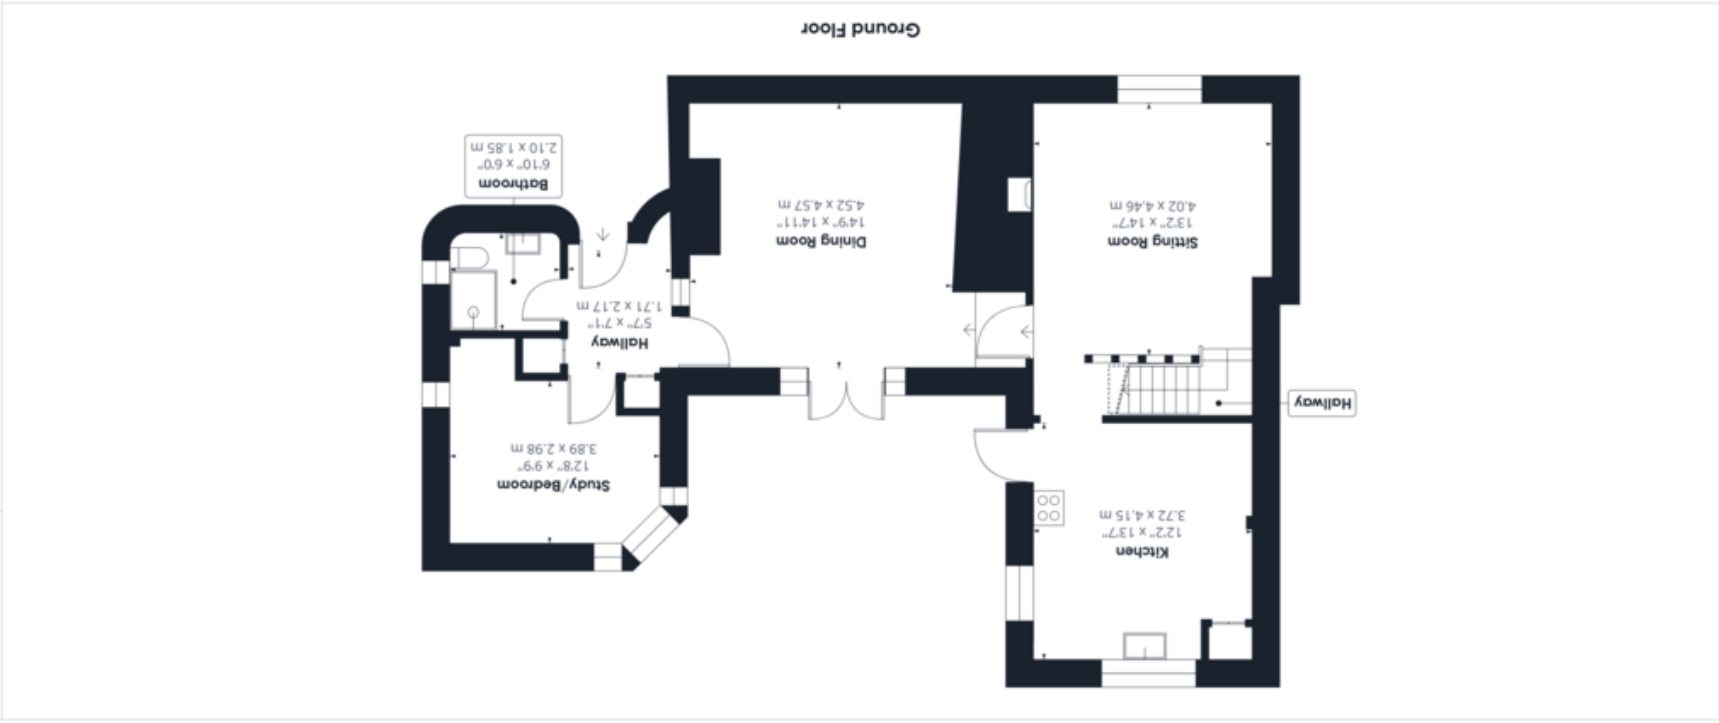 Kitchen
12'2" x 13'7"
3.72 x 4.15 m
Study/Bedroom
12'8" x 9'9"
3.89 x 2.98 m
Hallway
Hallway
5'7" x 7'1"
1.71 x 2.17 m
Sitting Room
13'2" x 14'7"
4.02 x 4.46 m
Dining Room
14'9" x 14'11"
4.52 x 4.57 m
Bathroom
6'10" x 6'0"
2.10 x 1.85 m
Ground Floor